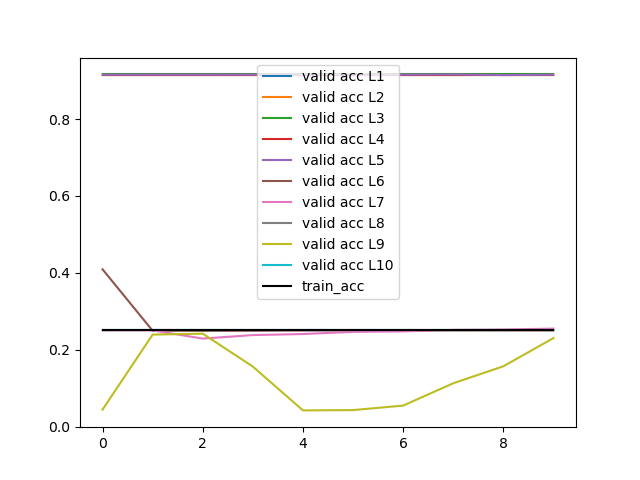 valid acc L1
valid acc L2
valid acc L3
valid acc L4
valid acc L5
valid acc L6
valid acc L7
valid acc L8
valid acc L9
valid acc L10
train_acc
0.8
0.6
0.4
0.2
0.0
0 2 4 6 8